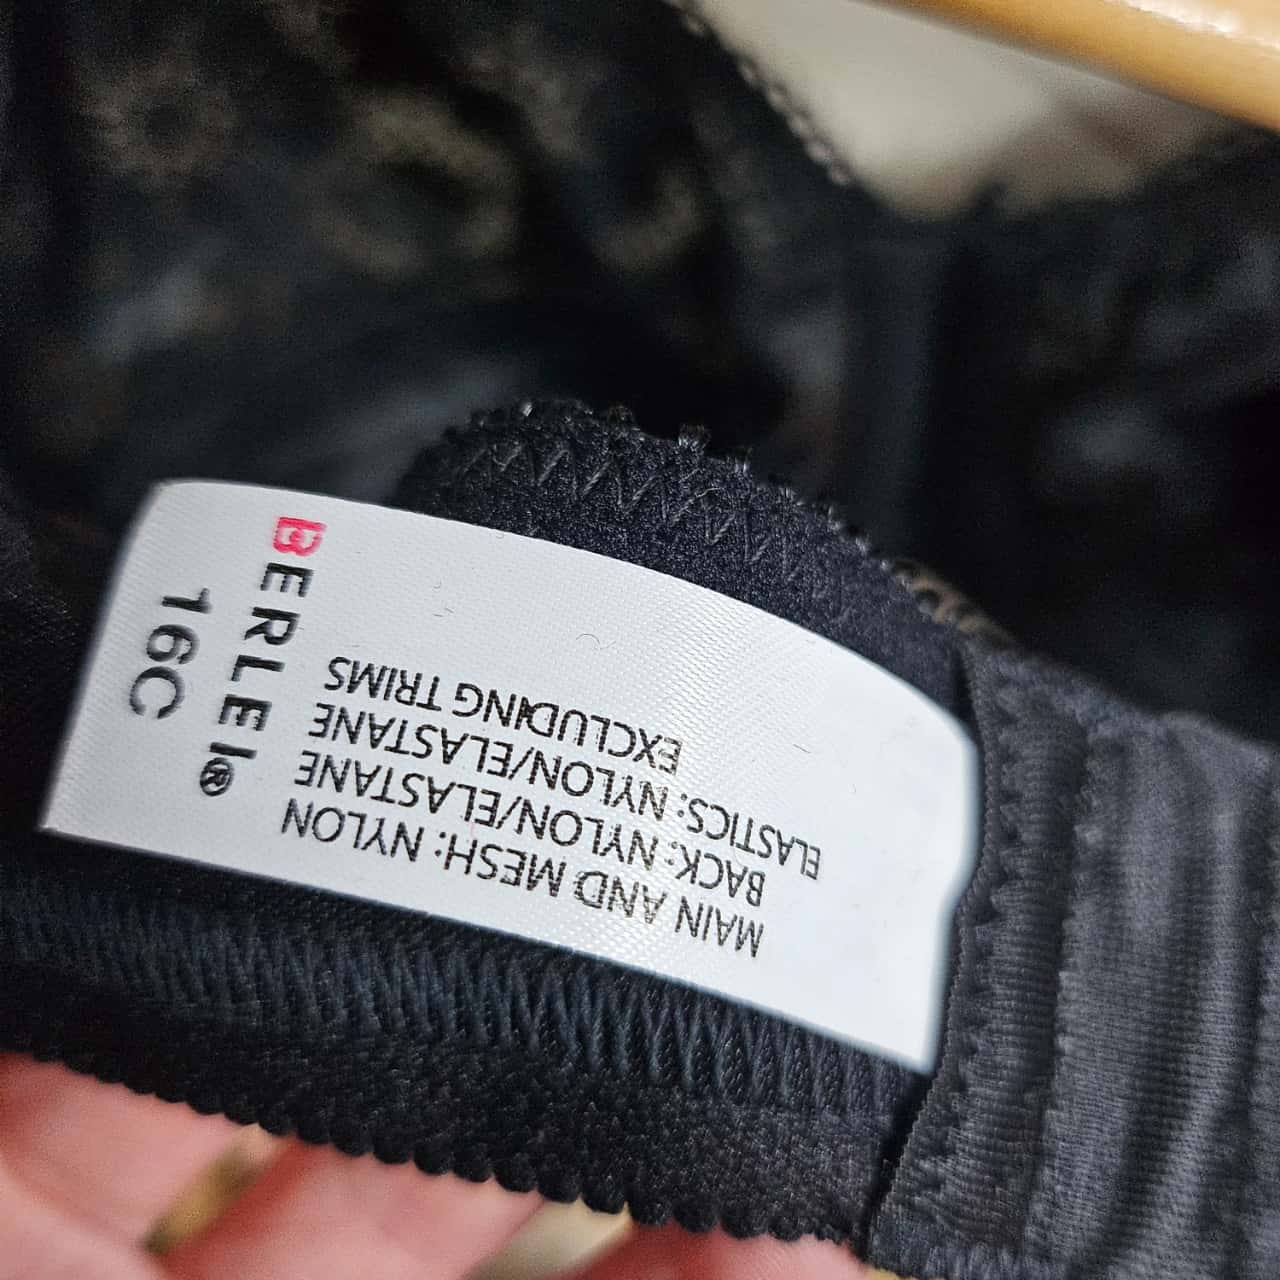 BERLEI®
16C
MAIN AND MESH: NYLON
BACK: NYLON/ELASTANE
ELASTICS: NYLON/ELASTANE
EXCLUDING TRIMS